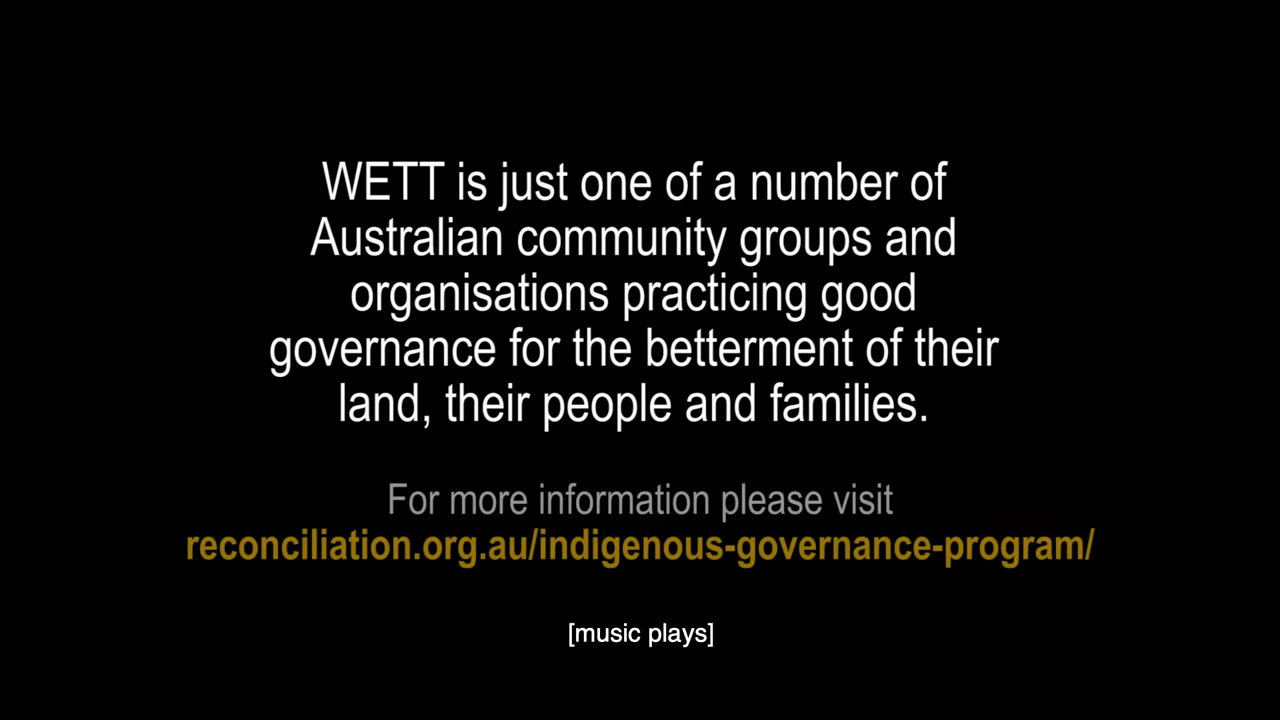 WETT is just one of a number of
Australian community groups and
organisations practicing good
governance for the betterment of their
land, their people and families.
For more information please visit
reconciliation.org.au/indigenous-governance-program/
[music plays]